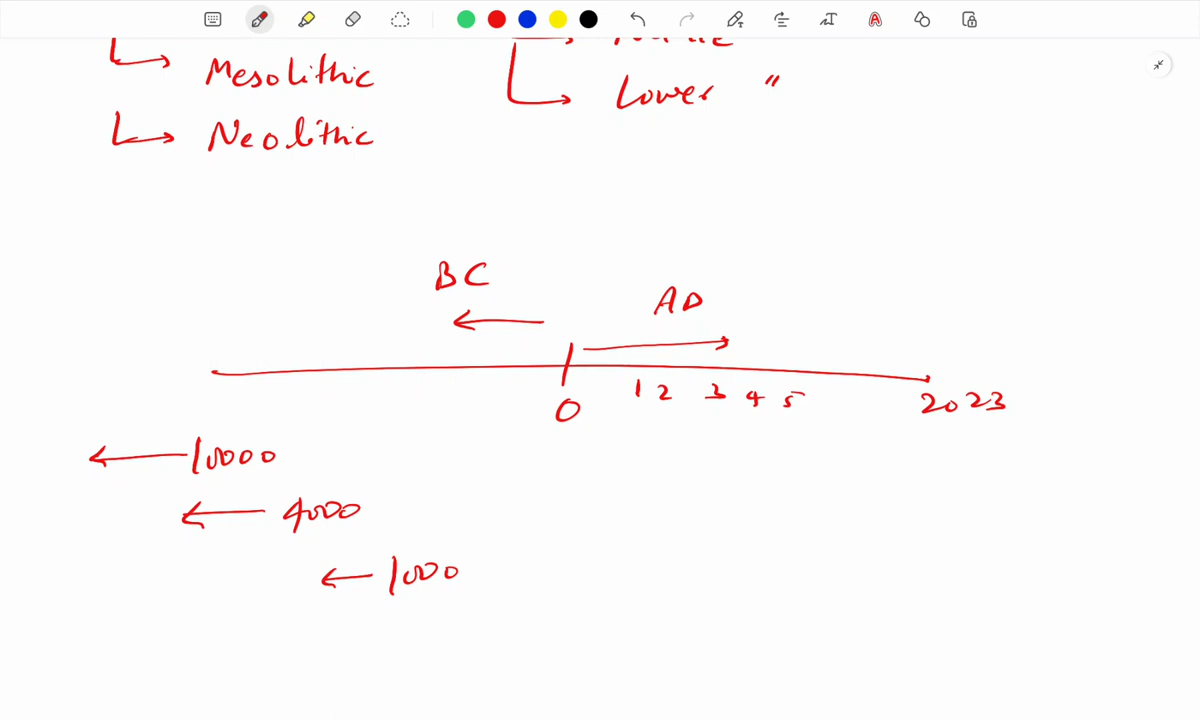 Mesolithic
Lower "
Neolithic
BC
AD
0
1 2 3 4 5
2023
10000
4000
1000